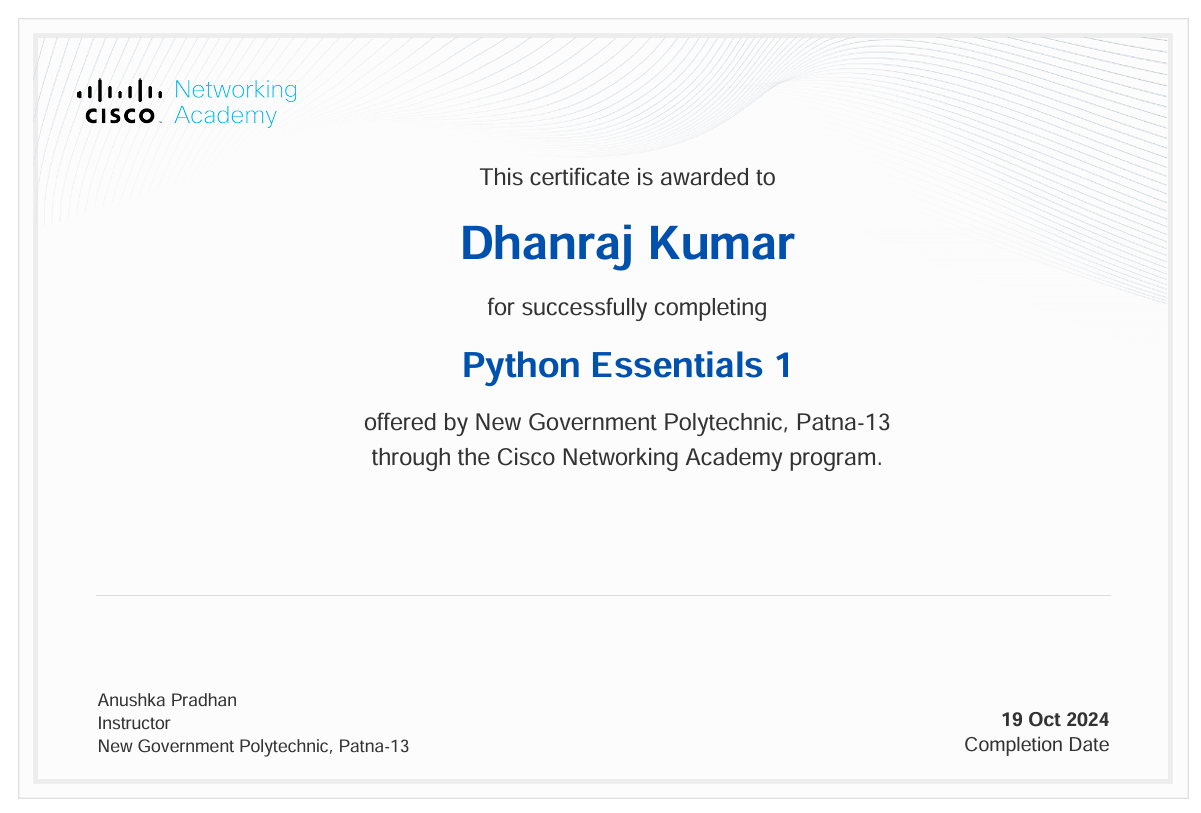 Networking
CISCO Academy
This certificate is awarded to
Dhanraj Kumar
for successfully completing
Python Essentials 1
offered by New Government Polytechnic, Patna-13
through the Cisco Networking Academy program.
Anushka Pradhan
Instructor
New Government Polytechnic, Patna-13
19 Oct 2024
Completion Date